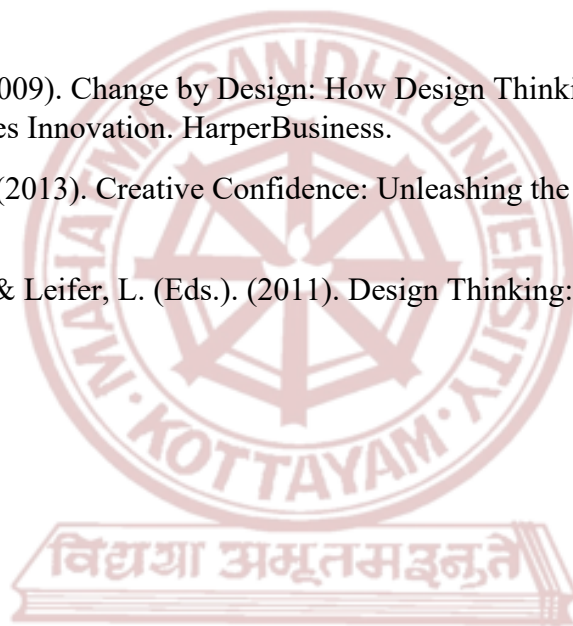 009). Change by Design: How Design Thinki
es Innovation. HarperBusiness.
(2013). Creative Confidence: Unleashing the
& Leifer, L. (Eds.). (2011). Design Thinking:
MAHATMA GANDHI UNIVERSITY
KOTTAYAM
विद्यया अमृतमश्नुते